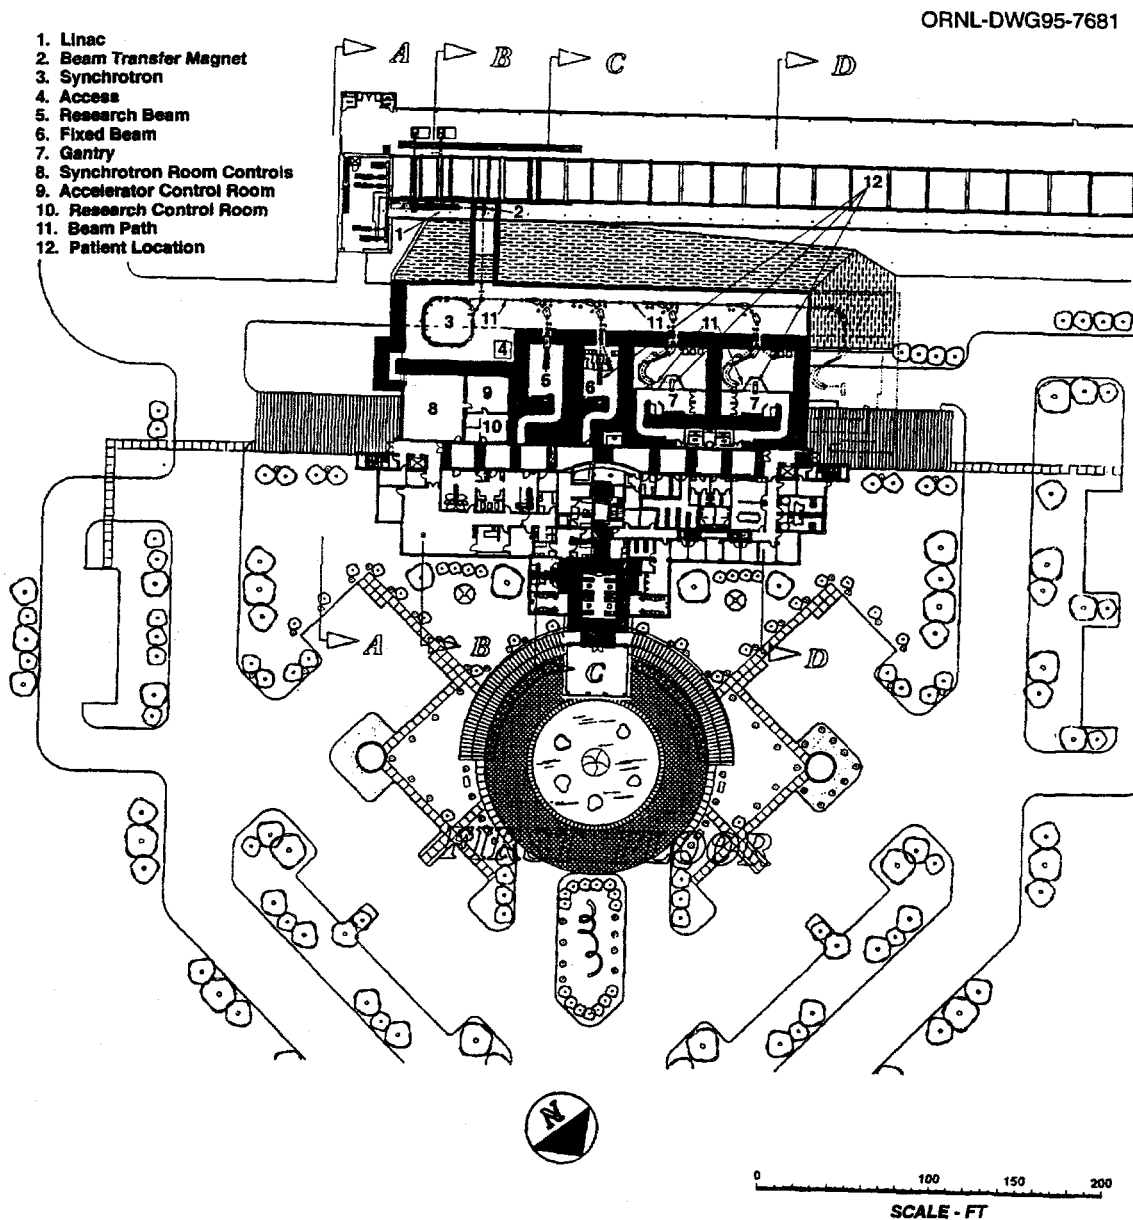 ORNL-DWG95-7681
1. Linac
2. Beam Transfer Magnet
3. Synchrotron
4. Access
5. Research Beam
6. Fixed Beam
7. Gantry
8. Synchrotron Room Controls
9. Accelerator Control Room
10. Research Control Room
11. Beam Path
12. Patient Location
A B C D
12
2
1
3 11 11 11
4
5 6
9 7 7
8
10
A B C D
N
0 100 150 200
SCALE - FT